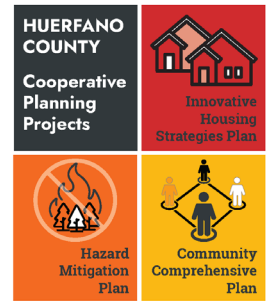 HUERFANO
COUNTY
Cooperative
Planning
Projects
Innovative
Housing
Strategies Plan
Hazard
Mitigation
Plan
Community
Comprehensive
Plan